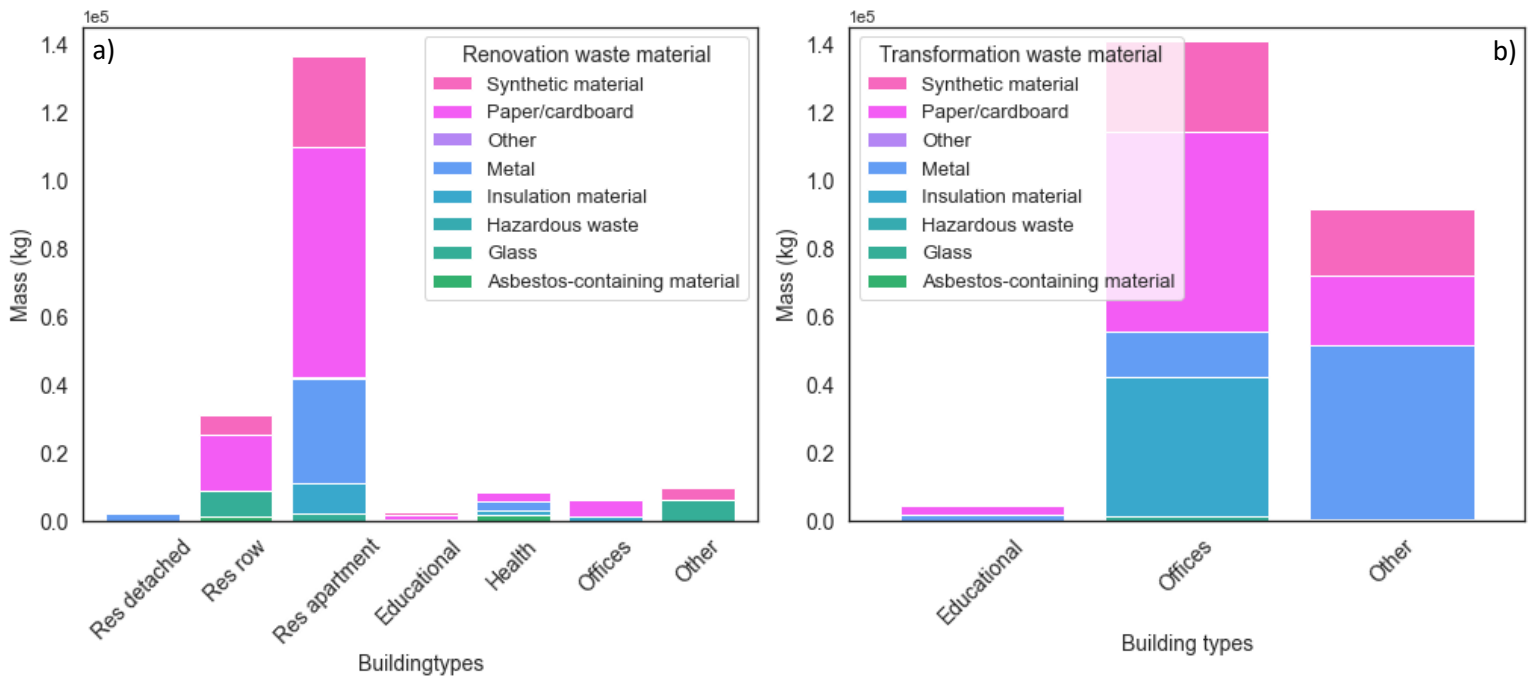 1e5
a)
Renovation waste material
Synthetic material
Paper/cardboard
Other
Metal
Insulation material
Hazardous waste
Glass
Asbestos-containing material
1.4
1.2
1.0
0.8
0.6
0.4
0.2
0.0
Mass (kg)
Res detached
Res row
Res apartment
Educational
Health
Offices
Other
Buildingtypes
1e5
b)
Transformation waste material
Synthetic material
Paper/cardboard
Other
Metal
Insulation material
Hazardous waste
Glass
Asbestos-containing material
1.4
1.2
1.0
0.8
0.6
0.4
0.2
0.0
Mass (kg)
Educational
Offices
Other
Building types